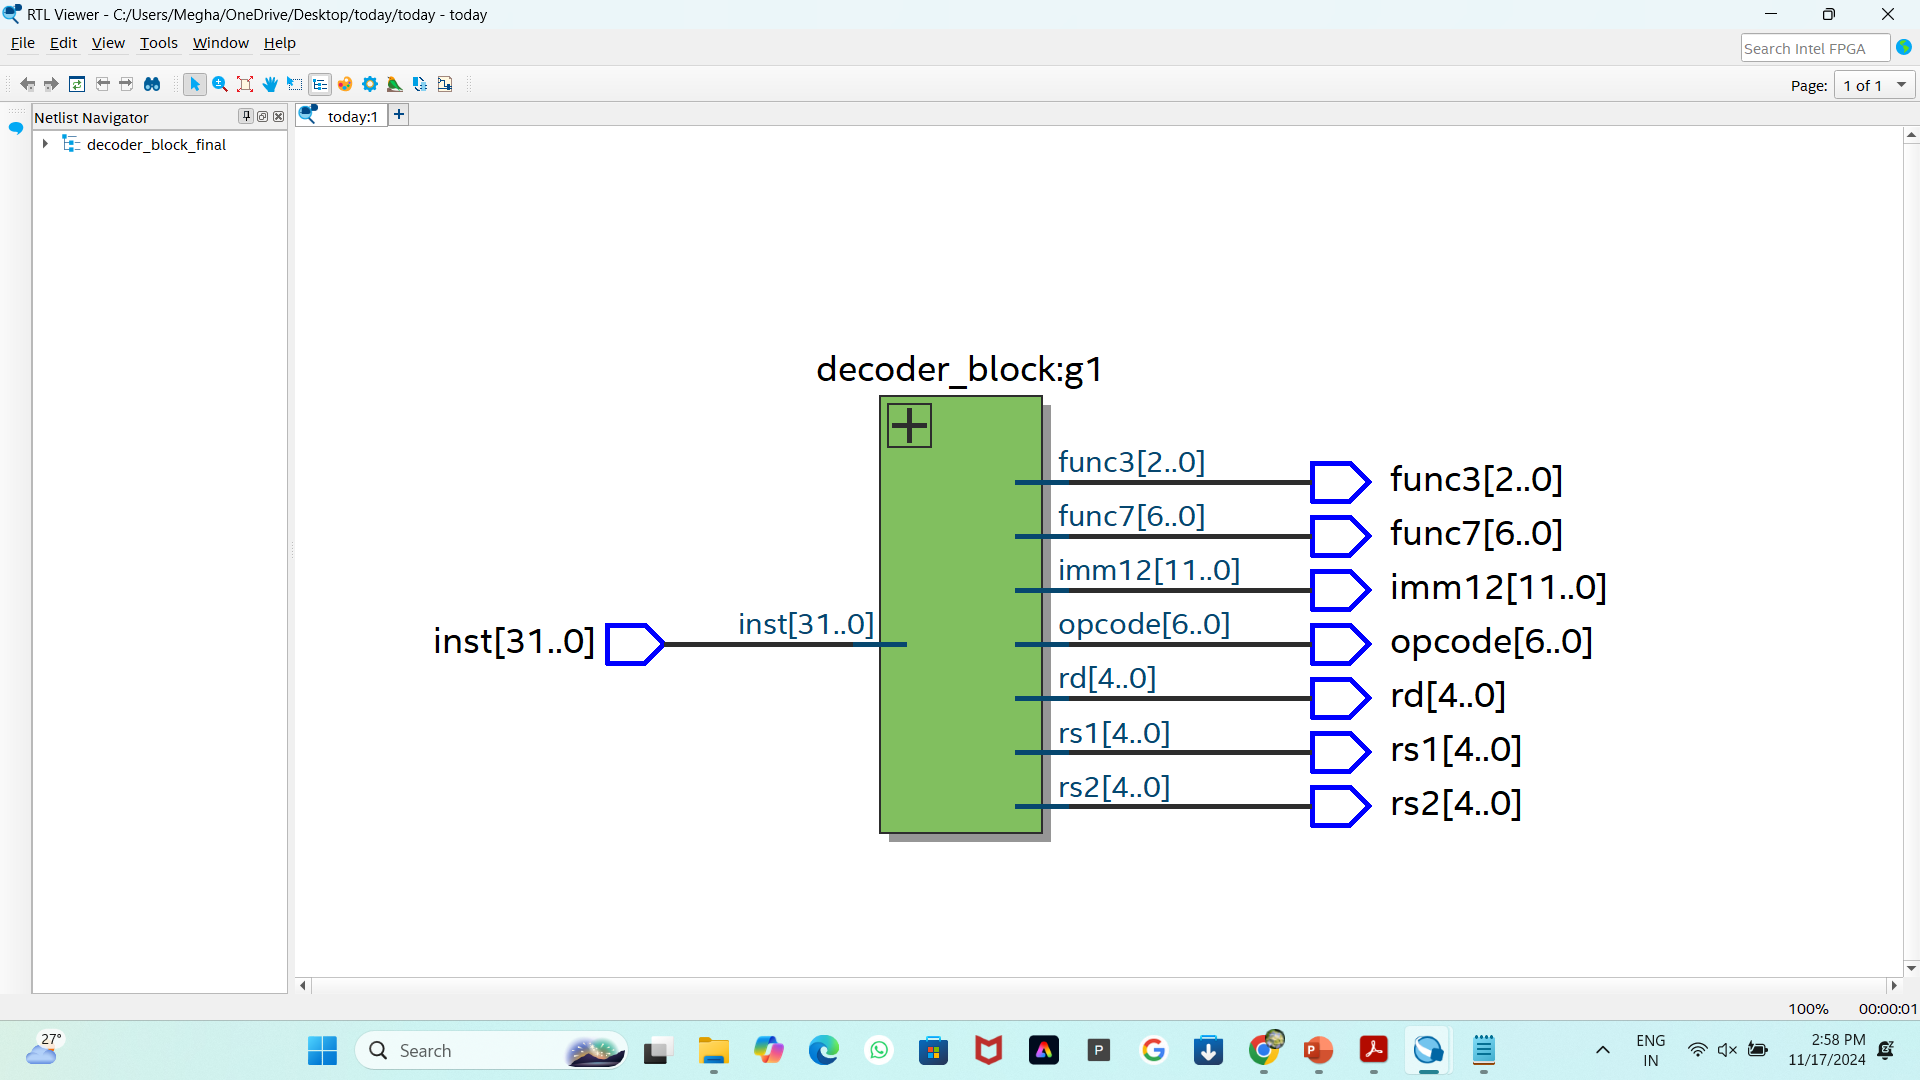 RTL Viewer - C:/Users/Megha/OneDrive/Desktop/today/today - today
File Edit View Tools Window Help
Search Intel FPGA
Page: 1 of 1
Netlist Navigator
today:1
decoder_block_final
decoder_block:g1
func3[2..0] func3[2..0]
func7[6..0] func7[6..0]
imm12[11..0] imm12[11..0]
inst[31..0] inst[31..0] opcode[6..0] opcode[6..0]
rd[4..0] rd[4..0]
rs1[4..0] rs1[4..0]
rs2[4..0] rs2[4..0]
100% 00:00:01
27°
Search
P
P
ENG
IN
2:58 PM
11/17/2024